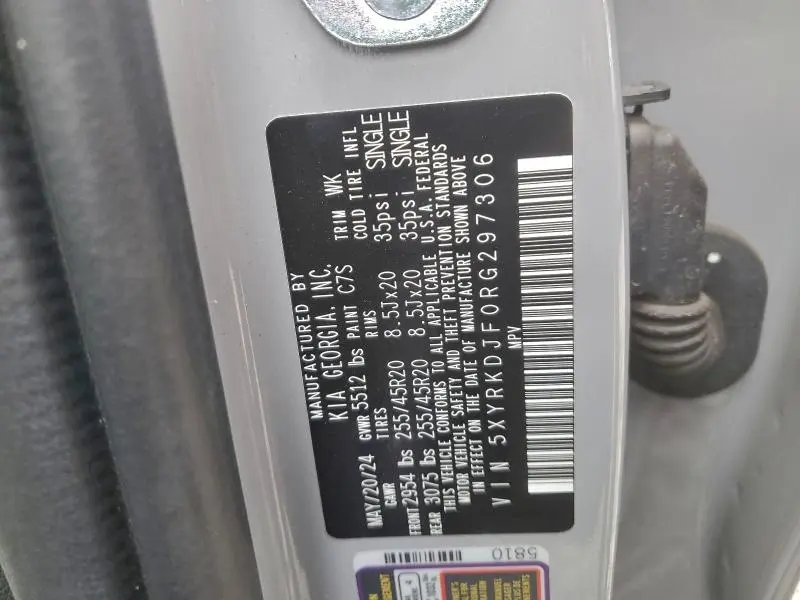 MANUFACTURED BY
KIA GEORGIA, INC.
MAY/20/24 GVWR 5512 lbs PAINT C7S TRIM WK
GAWR TIRES RIMS COLD TIRE INFL
FRONT 2954 lbs 255/45R20 8.5Jx20 35psi SINGLE
REAR 3075 lbs 255/45R20 8.5Jx20 35psi SINGLE
THIS VEHICLE CONFORMS TO ALL APPLICABLE U.S.A. FEDERAL
MOTOR VEHICLE SAFETY AND THEFT PREVENTION STANDARDS
IN EFFECT ON THE DATE OF MANUFACTURE SHOWN ABOVE
VIN 5XYRKDJF0RG297306
MPV
5810